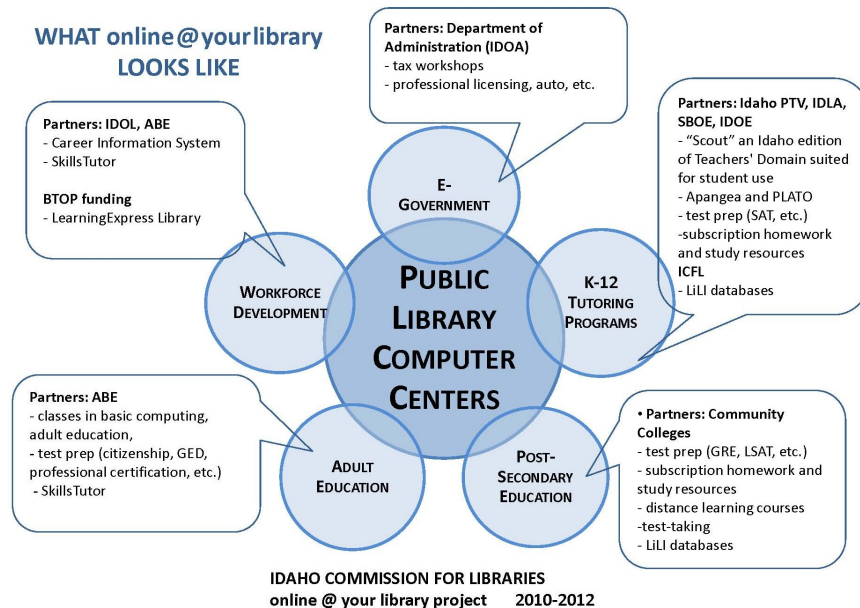 WHAT online@yourlibrary
LOOKS LIKE
Partners: Department of
Administration (IDOA)
- tax workshops
- professional licensing, auto, etc.
Partners: IDOL, ABE
- Career Information System
- SkillsTutor
BTOP funding
- LearningExpress Library
Partners: Idaho PTV, IDLA,
SBOE, IDOE
- “Scout” an Idaho edition
of Teachers' Domain suited
for student use
- Apangea and PLATO
- test prep (SAT, etc.)
-subscription homework
and study resources
ICFL
- LiLI databases
E-
GOVERNMENT
WORKFORCE
DEVELOPMENT
PUBLIC
LIBRARY
COMPUTER
CENTERS
K-12
TUTORING
PROGRAMS
Partners: ABE
- classes in basic computing,
adult education,
- test prep (citizenship, GED,
professional certification, etc.)
- SkillsTutor
ADULT
EDUCATION
POST-
SECONDARY
EDUCATION
• Partners: Community
Colleges
- test prep (GRE, LSAT, etc.)
- subscription homework and
study resources
- distance learning courses
-test-taking
- LiLI databases
IDAHO COMMISSION FOR LIBRARIES
online @ your library project 2010-2012